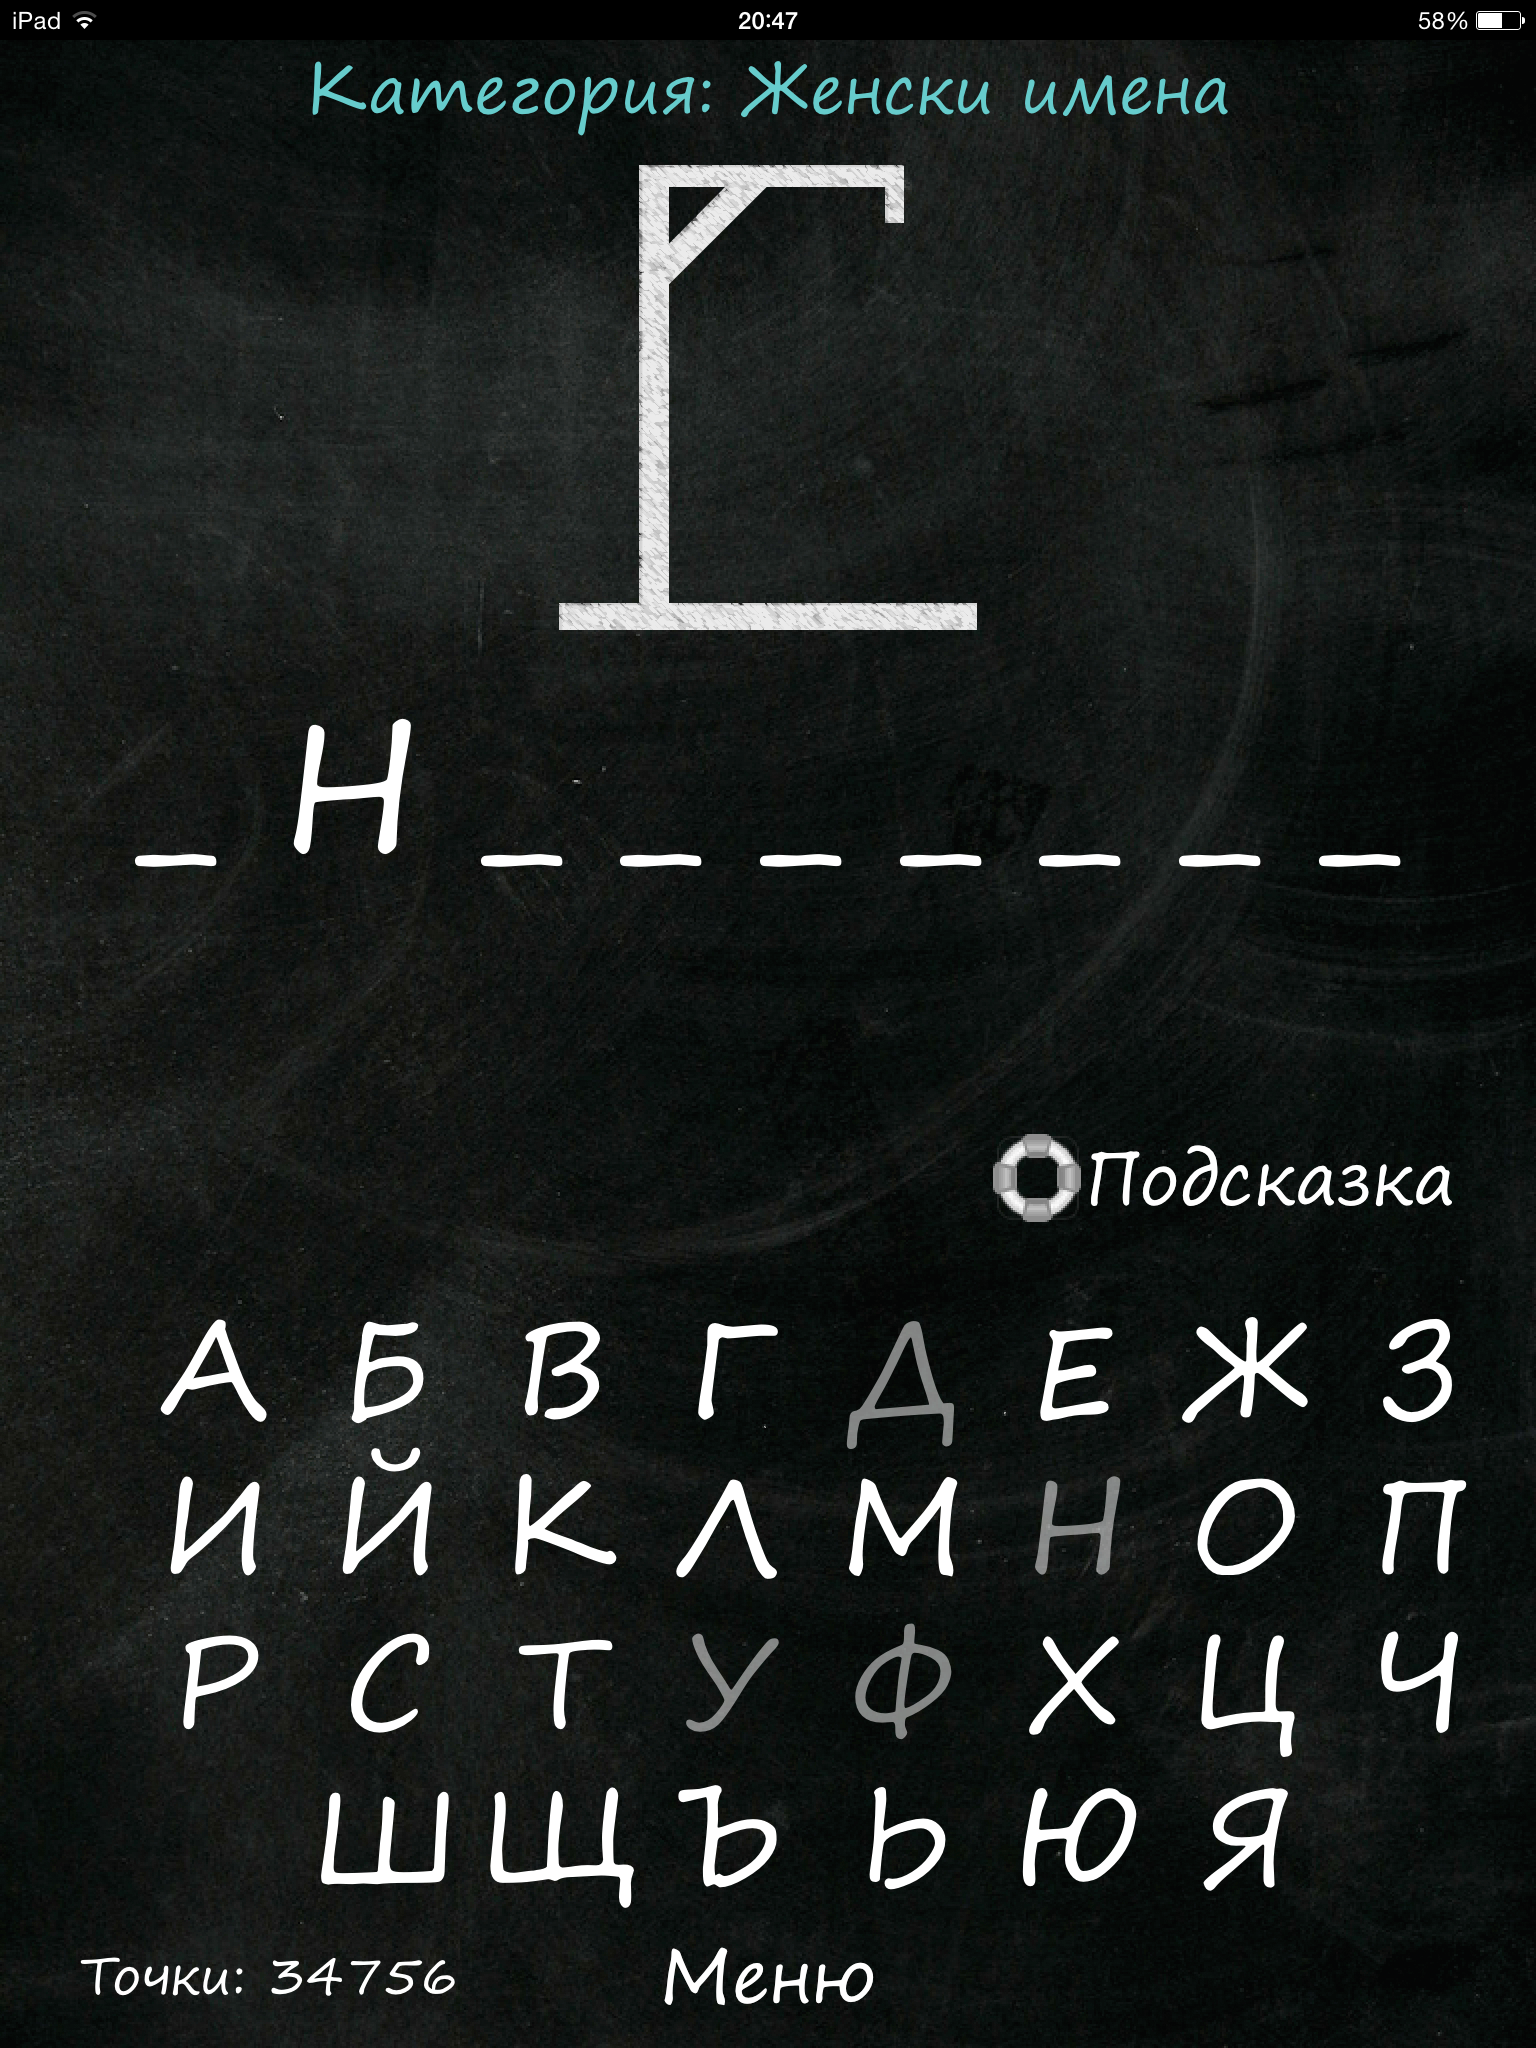 iPad 20:47 58%
Категория: Женски имена
_ Н _ _ _ _ _ _ _
Подсказка
А Б В Г Д Е Ж З
И Й К Л М Н О П
Р С Т У Ф Х Ц Ч
Ш Щ Ъ Ь Ю Я
Точки: 34756 Меню